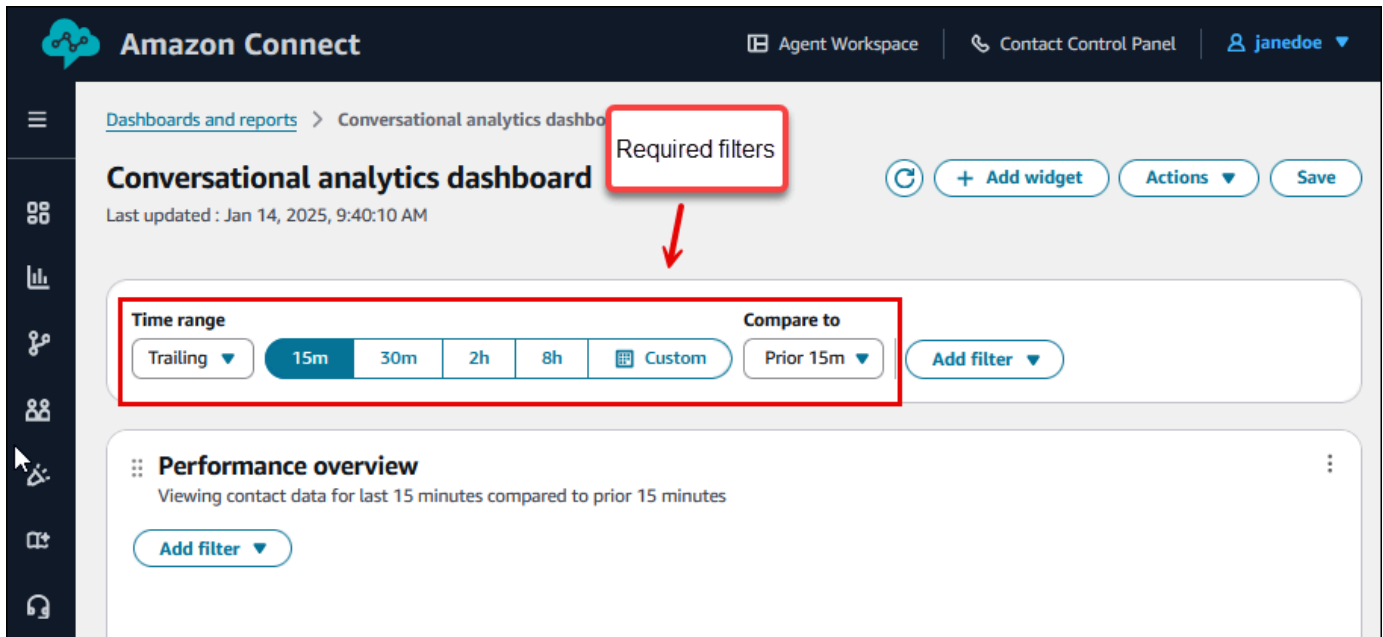 Amazon Connect
Agent Workspace
Contact Control Panel
janedoe
Dashboards and reports > Conversational analytics dashbo
Required filters
Conversational analytics dashboard
+ Add widget
Actions
Save
Last updated : Jan 14, 2025, 9:40:10 AM
Time range
Compare to
Trailing
15m
30m
2h
8h
Custom
Prior 15m
Add filter
Performance overview
Viewing contact data for last 15 minutes compared to prior 15 minutes
Add filter